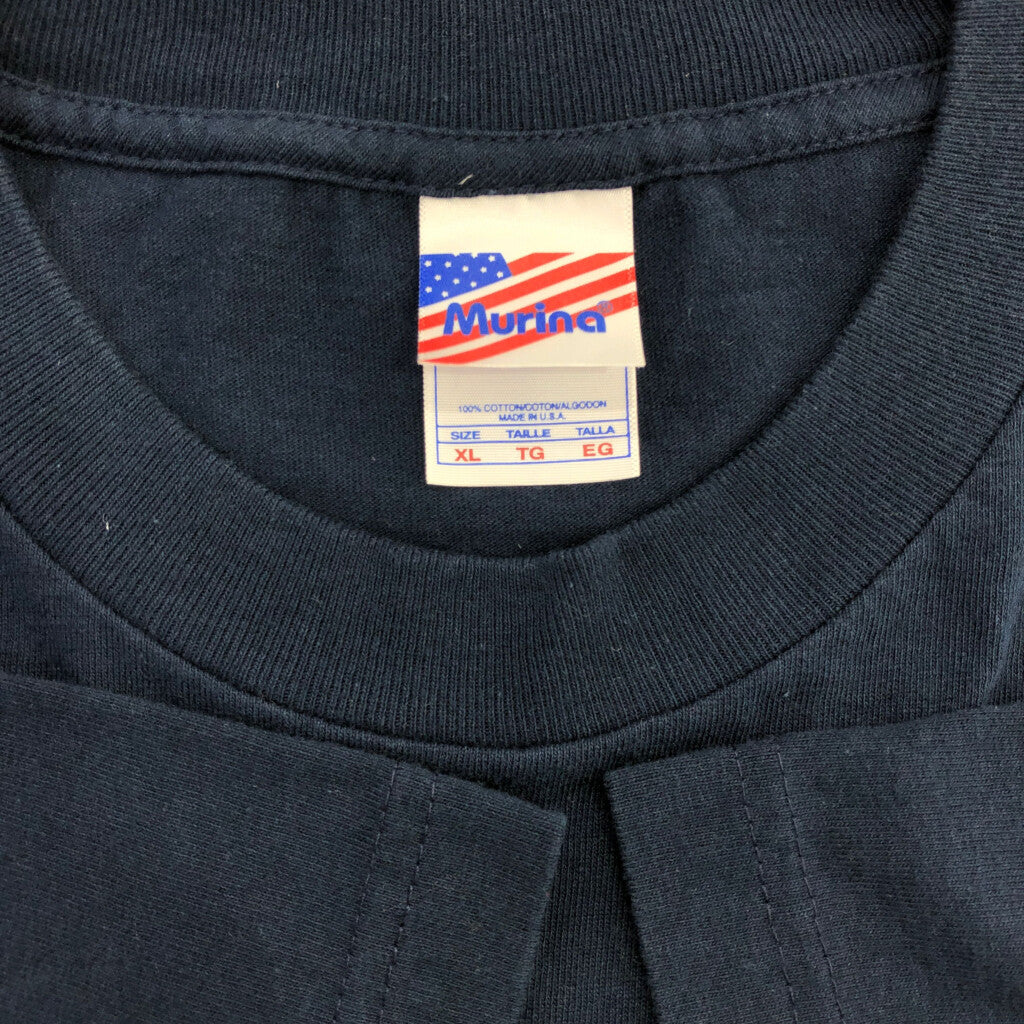 Murina®
100% COTTON/COTON/ALGODON
MADE IN U.S.A.
SIZE TAILLE TALLA
XL TG EG